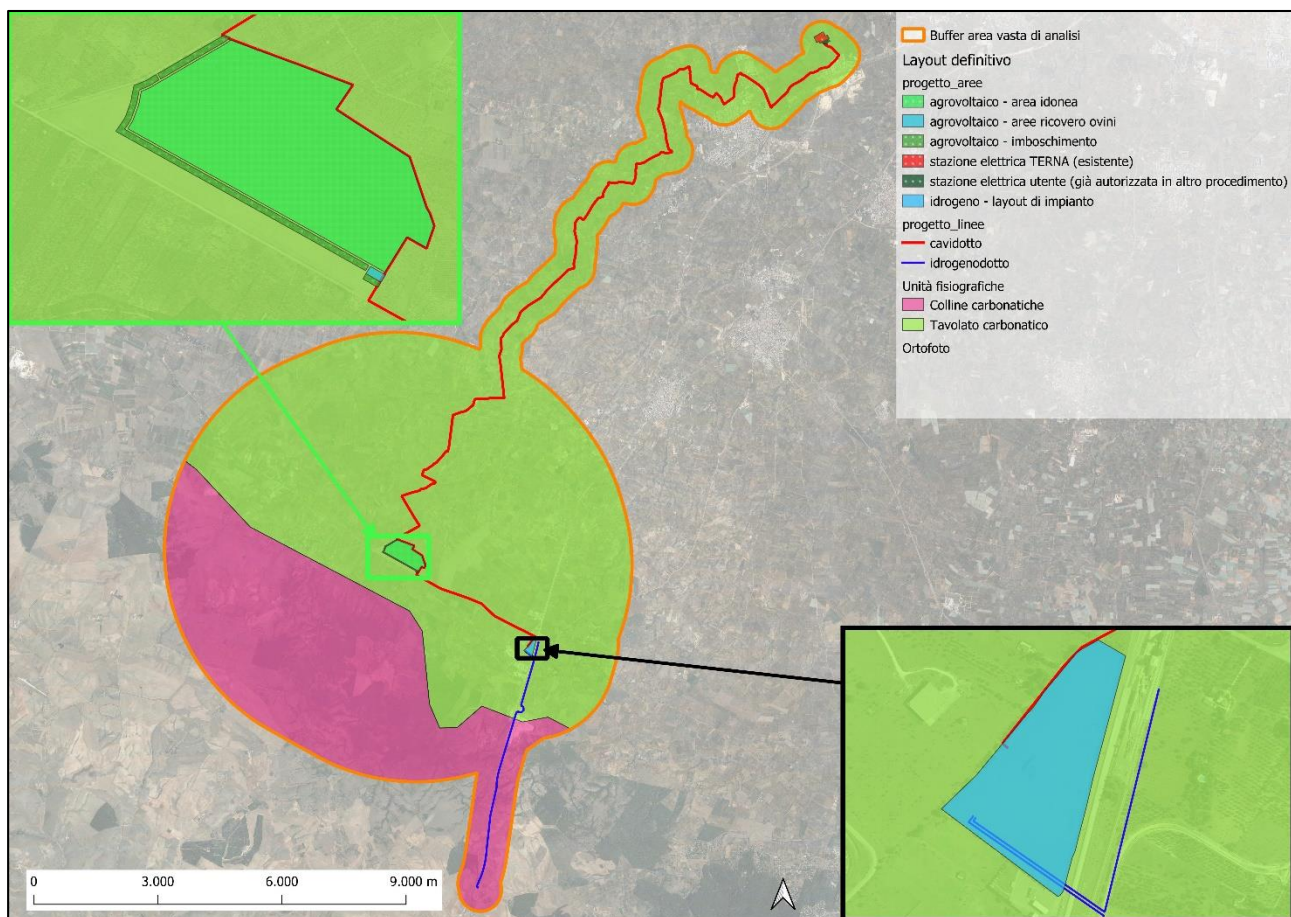 Buffer area vasta di analisi
Layout definitivo
progetto_aree
agrovoltaico - area idonea
agrovoltaico - aree ricovero ovini
agrovoltaico - imboschimento
stazione elettrica TERNA (esistente)
stazione elettrica utente (già autorizzata in altro procedimento)
idrogeno - layout di impianto
progetto_linee
cavidotto
idrogenodotto
Unità fisiografiche
Colline carbonatiche
Tavolato carbonatico
Ortofoto
0 3.000 6.000 9.000 m